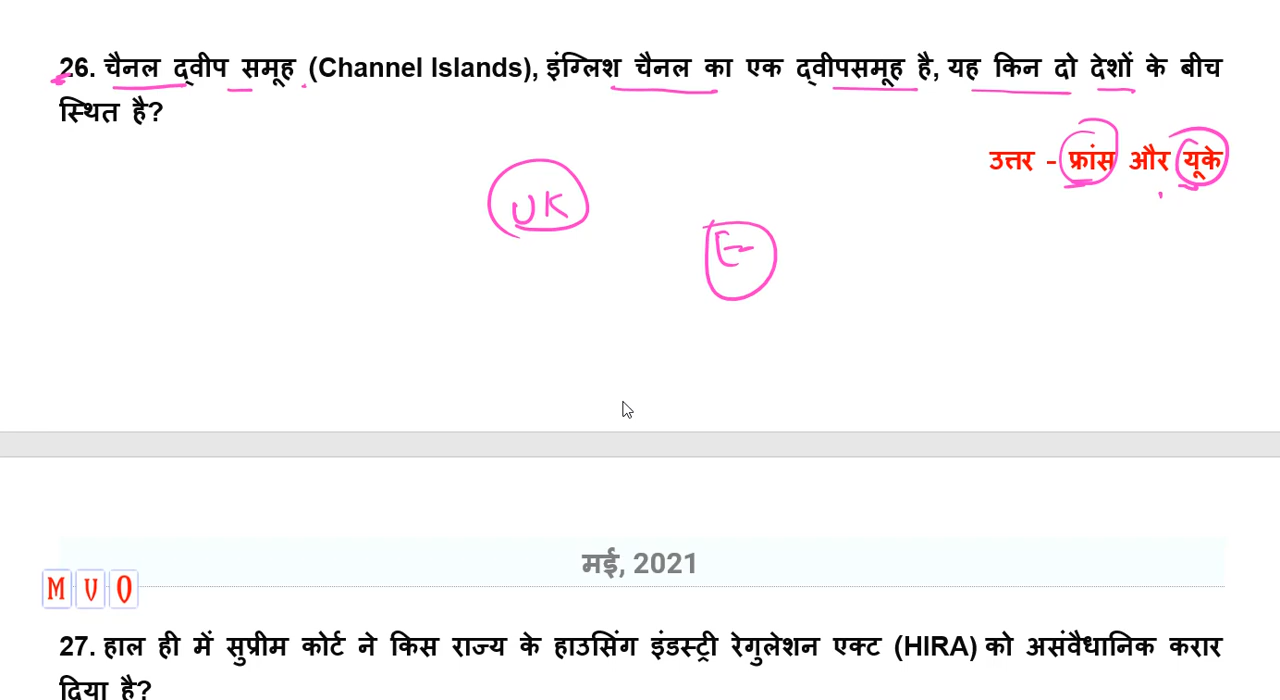 26. चैनल द्वीप समूह (Channel Islands), इंग्लिश चैनल का एक द्वीपसमूह है, यह किन दो देशों के बीच
स्थित है?
उत्तर - फ्रांस और यूके
UK
मई, 2021
M V O
27. हाल ही में सुप्रीम कोर्ट ने किस राज्य के हाउसिंग इंडस्ट्री रेगुलेशन एक्ट (HIRA) को असंवैधानिक करार
दिया है?